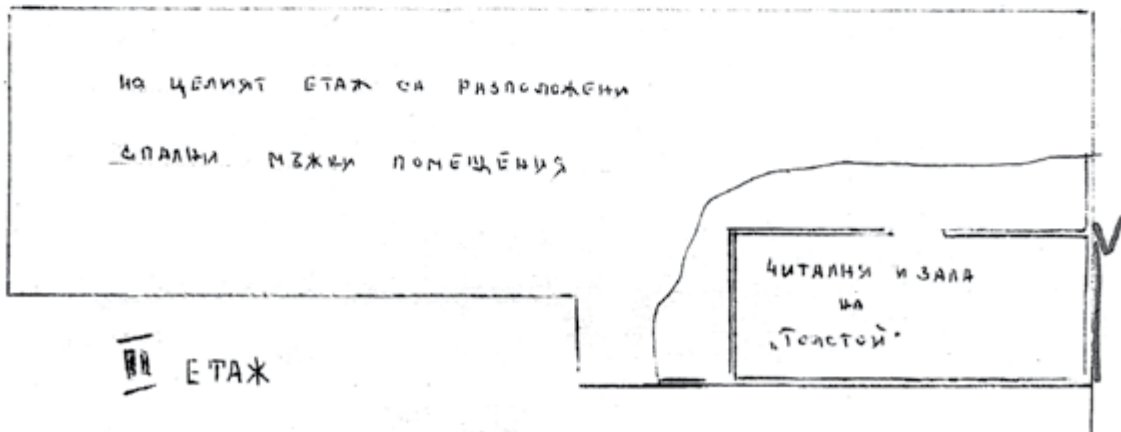 на целият етаж са разположени
спални мъжки помещения
читалня и зала
на
„Толстой“
III етаж